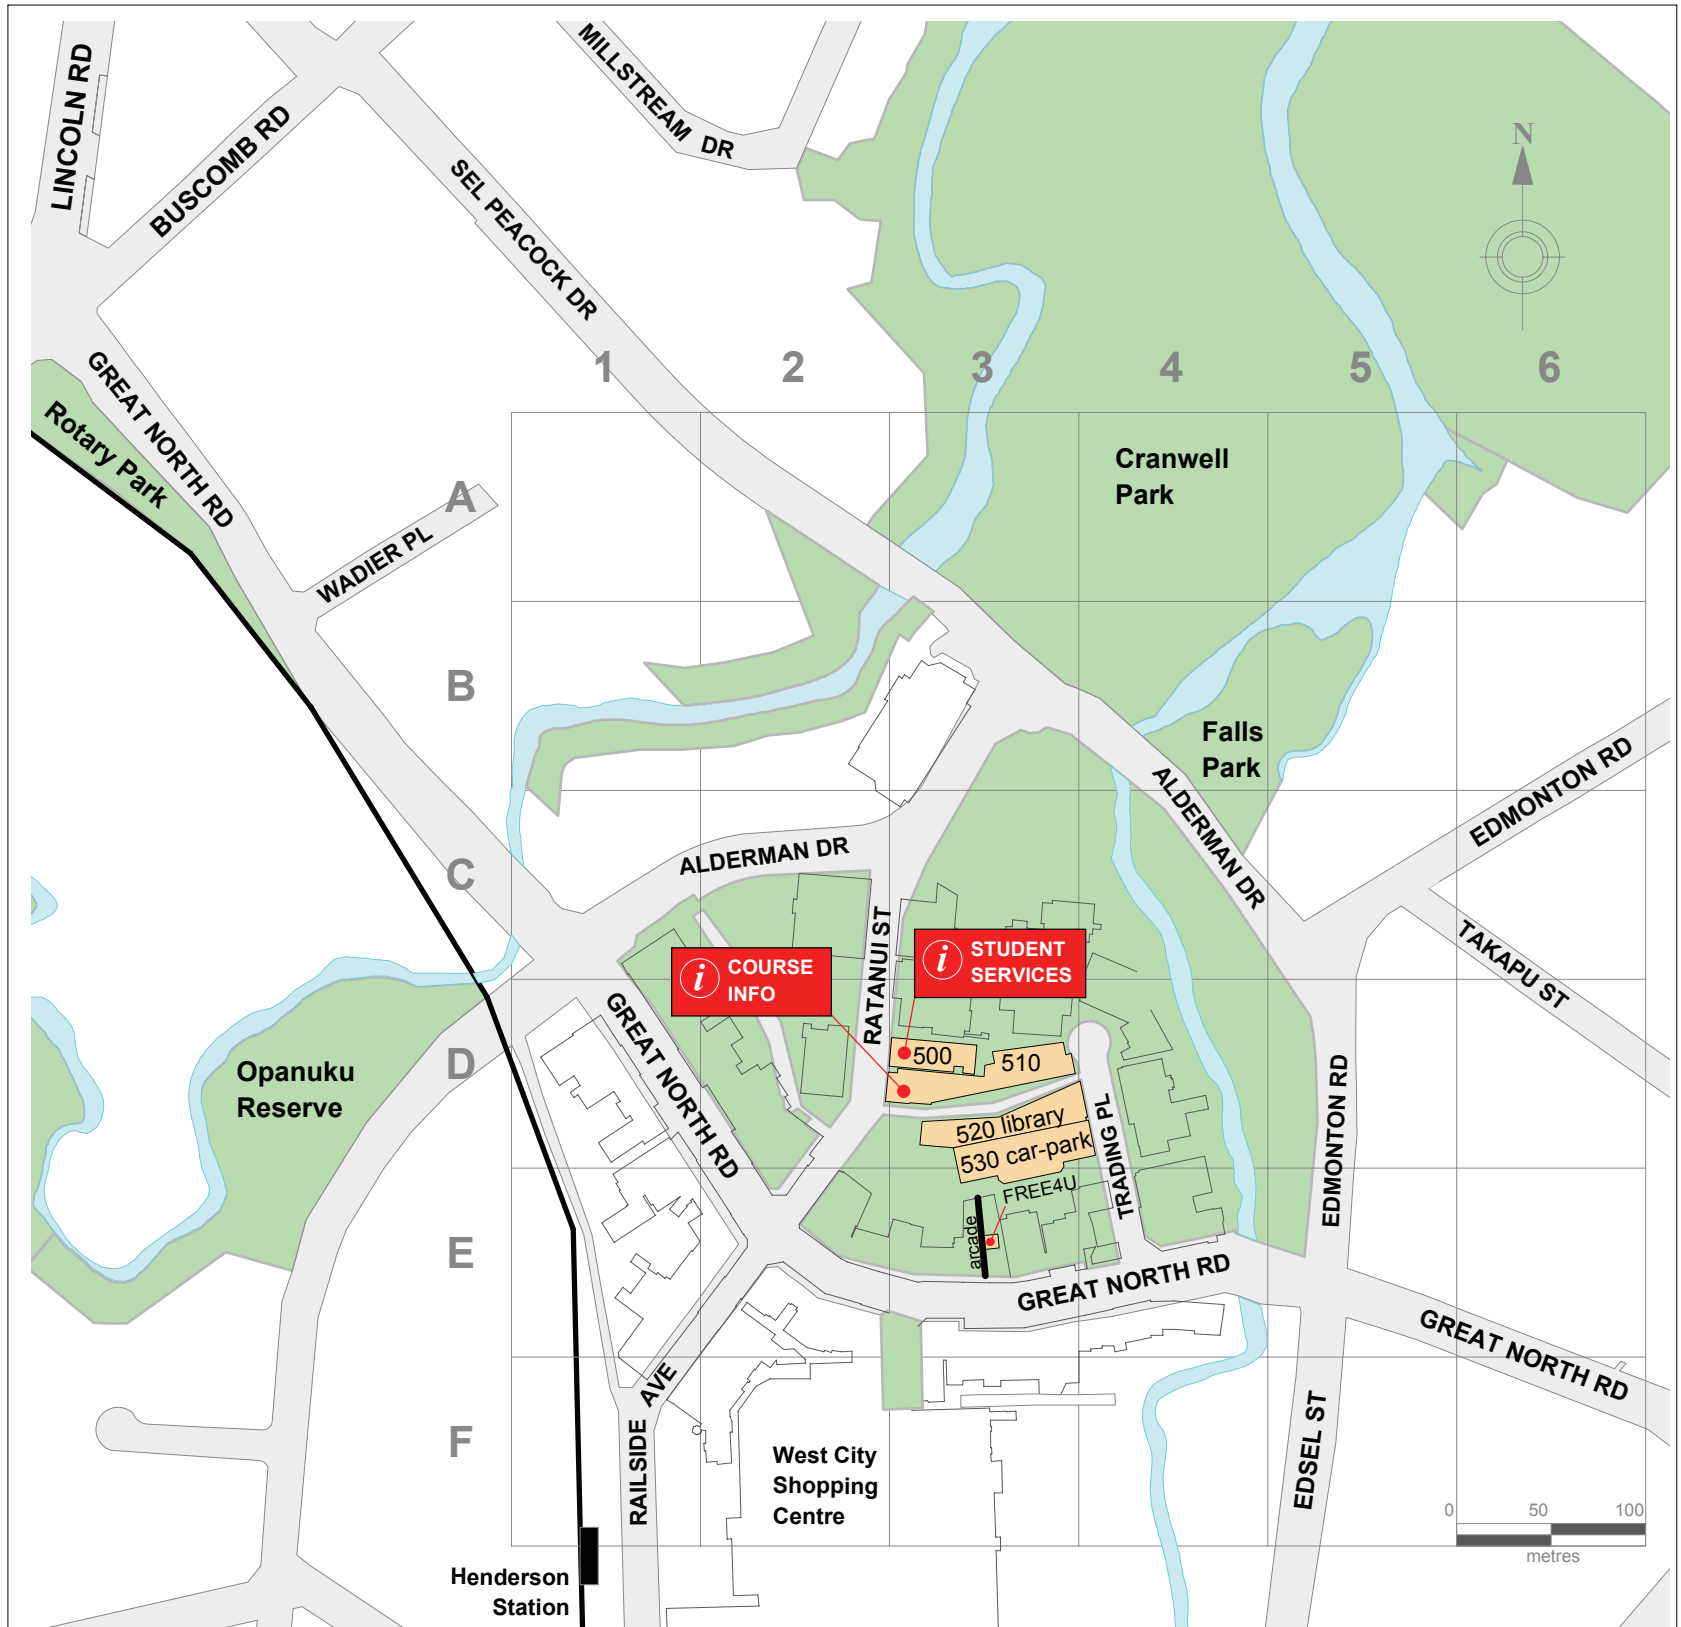 LINCOLN RD
BUSCOMB RD
MILLSTREAM DR
SEL PEACOCK DR
N
1
2
3
4
5
6
GREAT NORTH RD
Rotary Park
WADIER PL
A
Cranwell
Park
B
Falls
Park
EDMONTON RD
ALDERMAN DR
ALDERMAN DR
C
TAKAPU ST
RATANUI ST
i
COURSE
INFO
i
STUDENT
SERVICES
GREAT NORTH RD
D
Opanuku
Reserve
500
510
520 library
530 car-park
TRADING PL
EDMONTON RD
FREE4U
arcade
E
GREAT NORTH RD
GREAT NORTH RD
RAILSIDE AVE
F
West City
Shopping
Centre
EDSEL ST
0
50
100
metres
Henderson
Station